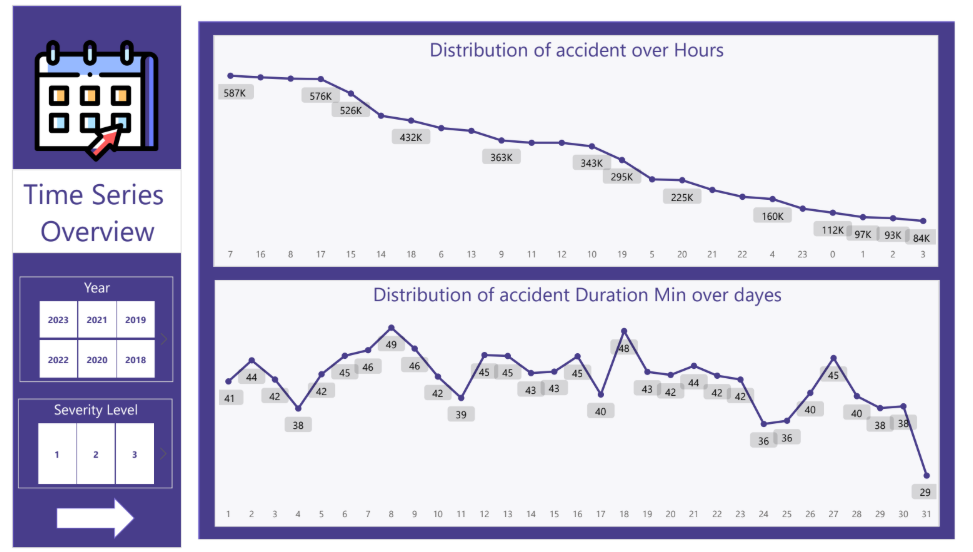 Time Series
Overview
Year
2023 2021 2019
2022 2020 2018
Severity Level
1 2 3
Distribution of accident over Hours
587K 576K 526K 432K 363K 343K 295K 225K 160K 112K 97K 93K 84K
7 16 8 17 15 14 18 6 13 9 11 12 10 19 5 20 21 22 4 23 0 1 2 3
Distribution of accident Duration Min over dayes
41 44 42 38 42 45 46 49 46 42 39 45 45 43 43 45 40 48 43 42 44 42 42 36 36 40 45 40 38 38 29
1 2 3 4 5 6 7 8 9 10 11 12 13 14 15 16 17 18 19 20 21 22 23 24 25 26 27 28 29 30 31